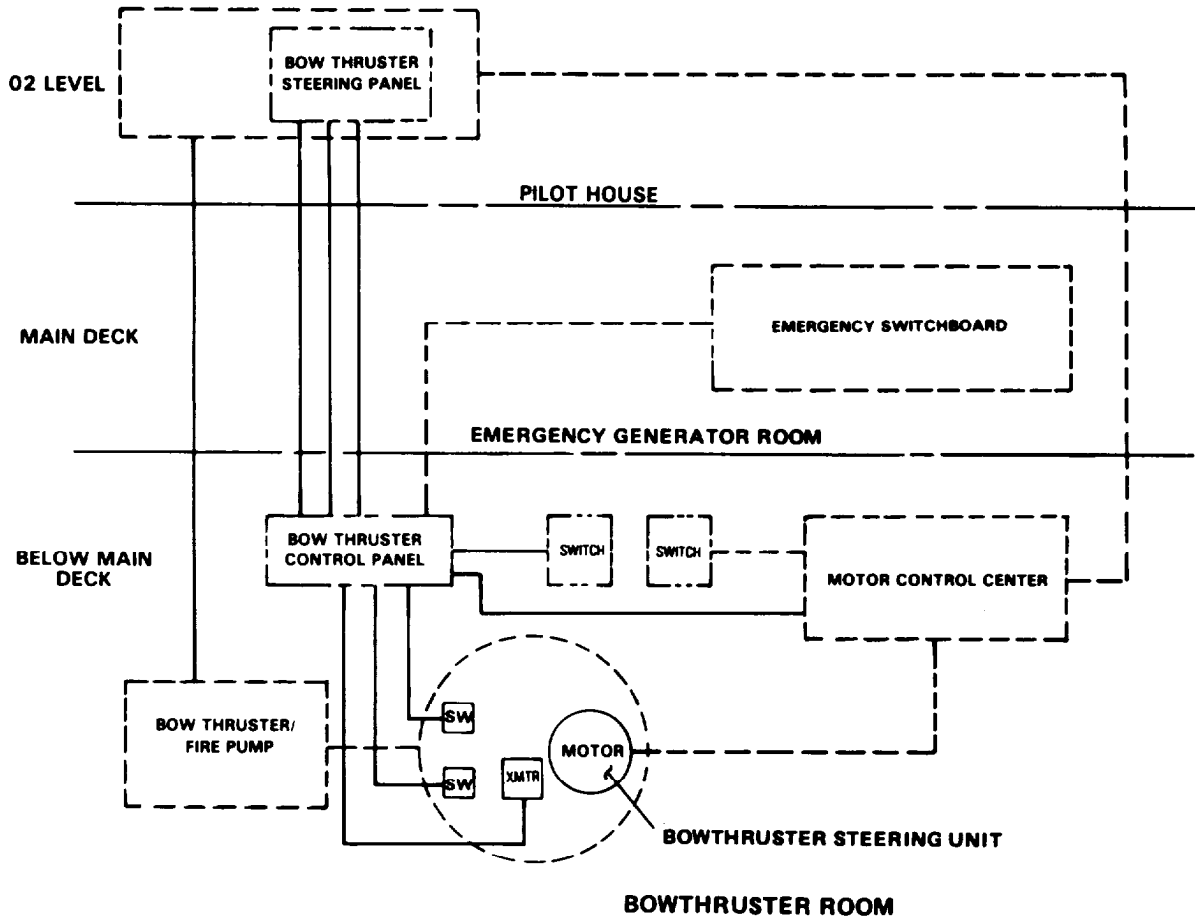 BOW THRUSTER
STEERING PANEL
02 LEVEL
PILOT HOUSE
MAIN DECK
EMERGENCY SWITCHBOARD
EMERGENCY GENERATOR ROOM
BELOW MAIN
DECK
BOW THRUSTER
CONTROL PANEL
SWITCH
SWITCH
MOTOR CONTROL CENTER
BOW THRUSTER/
FIRE PUMP
SW
SW
XMTR
MOTOR
BOWTHRUSTER STEERING UNIT
BOWTHRUSTER ROOM